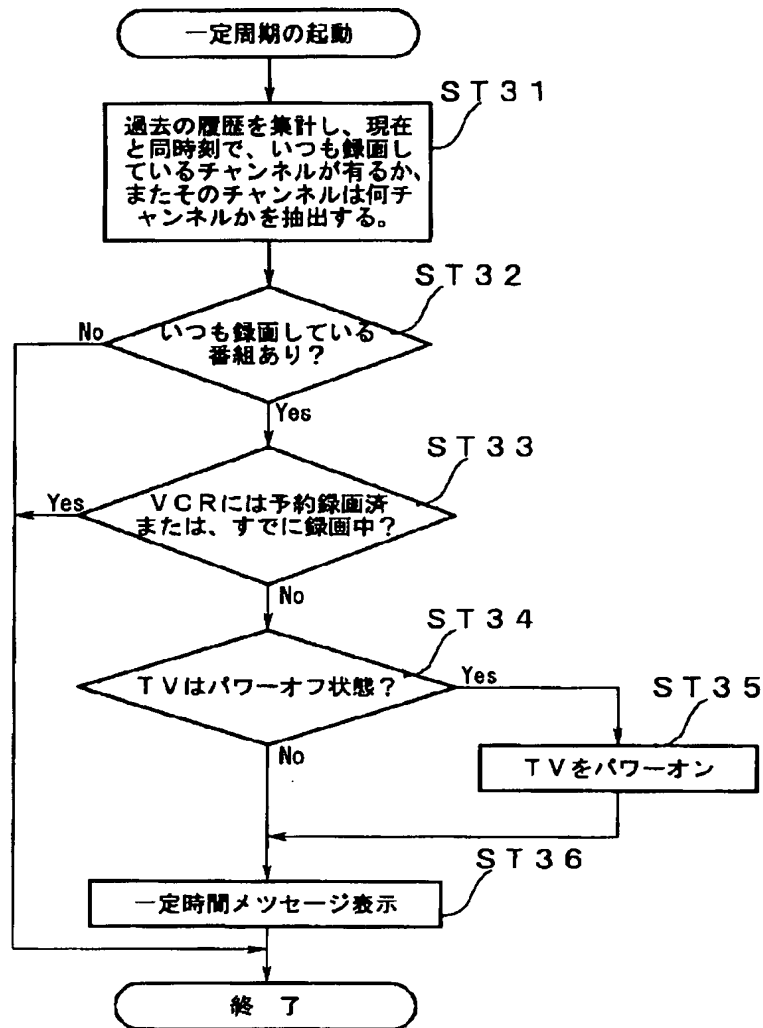 一定周期の起動
ST31
過去の履歴を集計し、現在
と同時刻で、いつも録画し
ているチャンネルが有るか、
またそのチャンネルは何チ
ャンネルかを抽出する。
ST32
いつも録画している
番組あり?
No
Yes
ST33
VCRには予約録画済
または、すでに録画中?
Yes
No
ST34
TVはパワーオフ状態?
Yes
No
ST35
TVをパワーオン
ST36
一定時間メツセージ表示
終 了